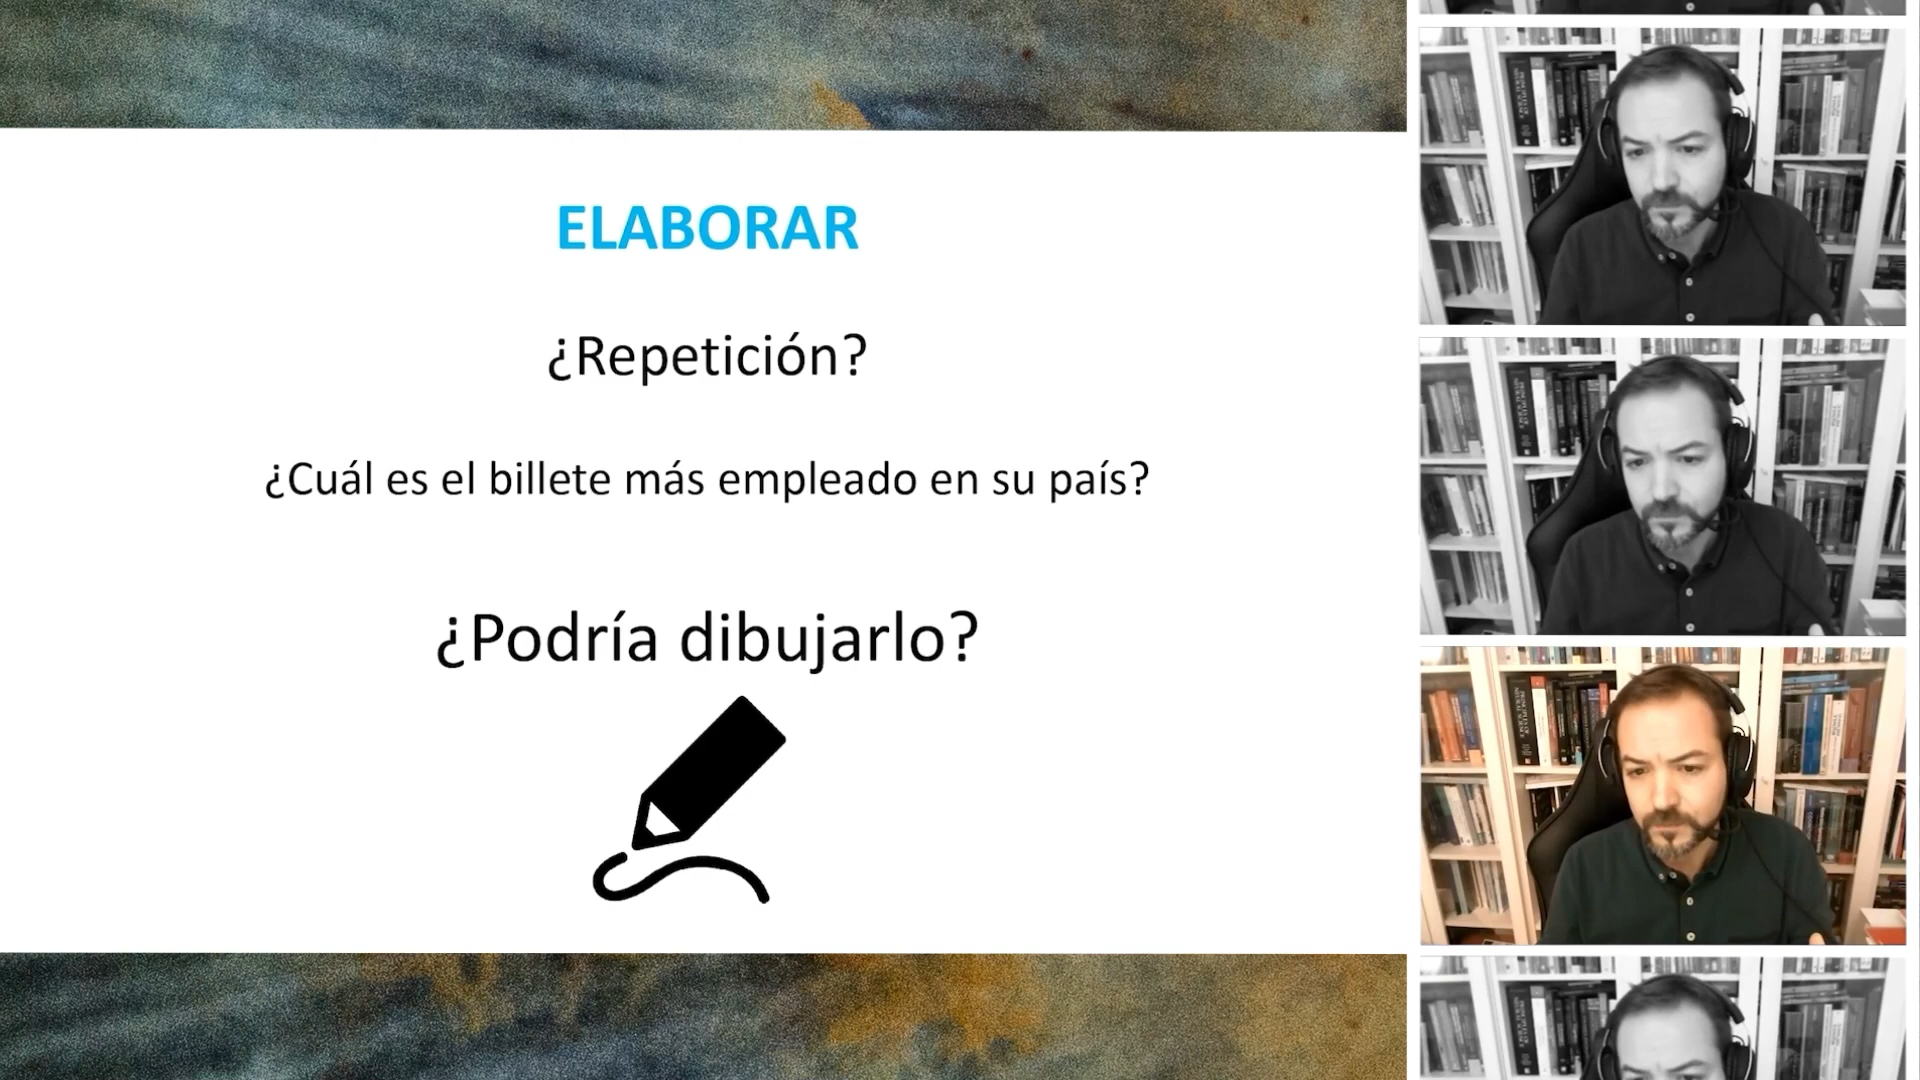 ELABORAR
¿Repetición?
¿Cuál es el billete más empleado en su país?
¿Podría dibujarlo?